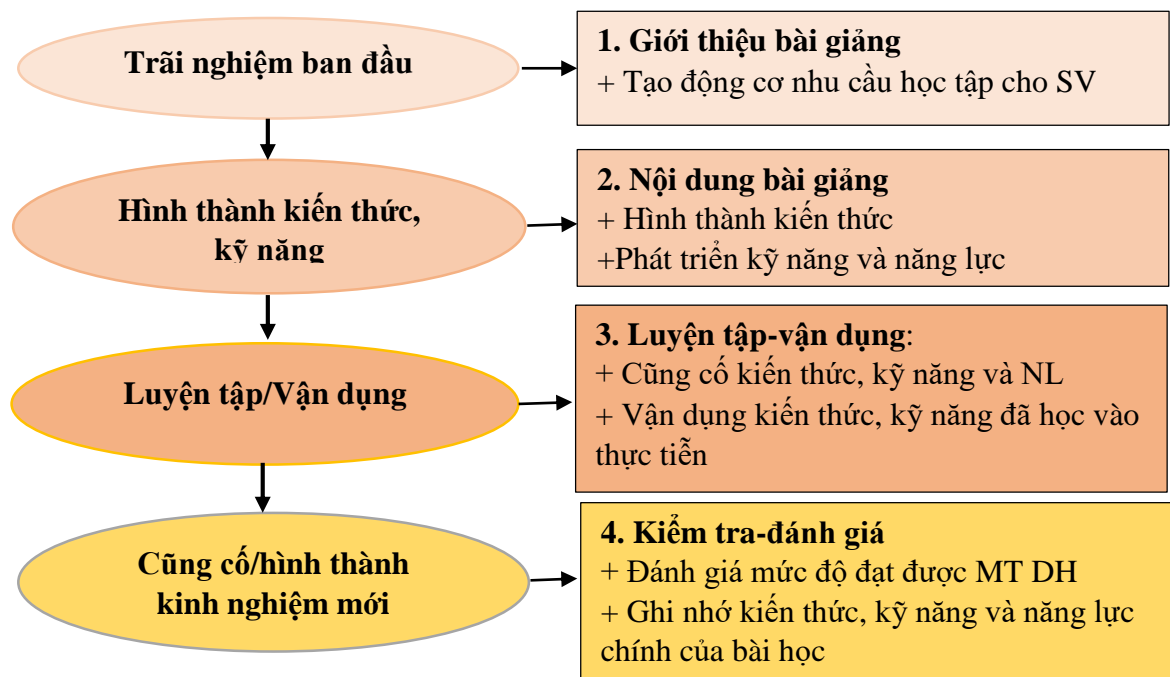 Trãi nghiệm ban đầu
1. Giới thiệu bài giảng
+ Tạo động cơ nhu cầu học tập cho SV
Hình thành kiến thức,
kỹ năng
2. Nội dung bài giảng
+ Hình thành kiến thức
+Phát triển kỹ năng và năng lực
Luyện tập/Vận dụng
3. Luyện tập-vận dụng:
+ Cũng cố kiến thức, kỹ năng và NL
+ Vận dụng kiến thức, kỹ năng đã học vào
thực tiễn
Cũng cố/hình thành
kinh nghiệm mới
4. Kiểm tra-đánh giá
+ Đánh giá mức độ đạt được MT DH
+ Ghi nhớ kiến thức, kỹ năng và năng lực
chính của bài học